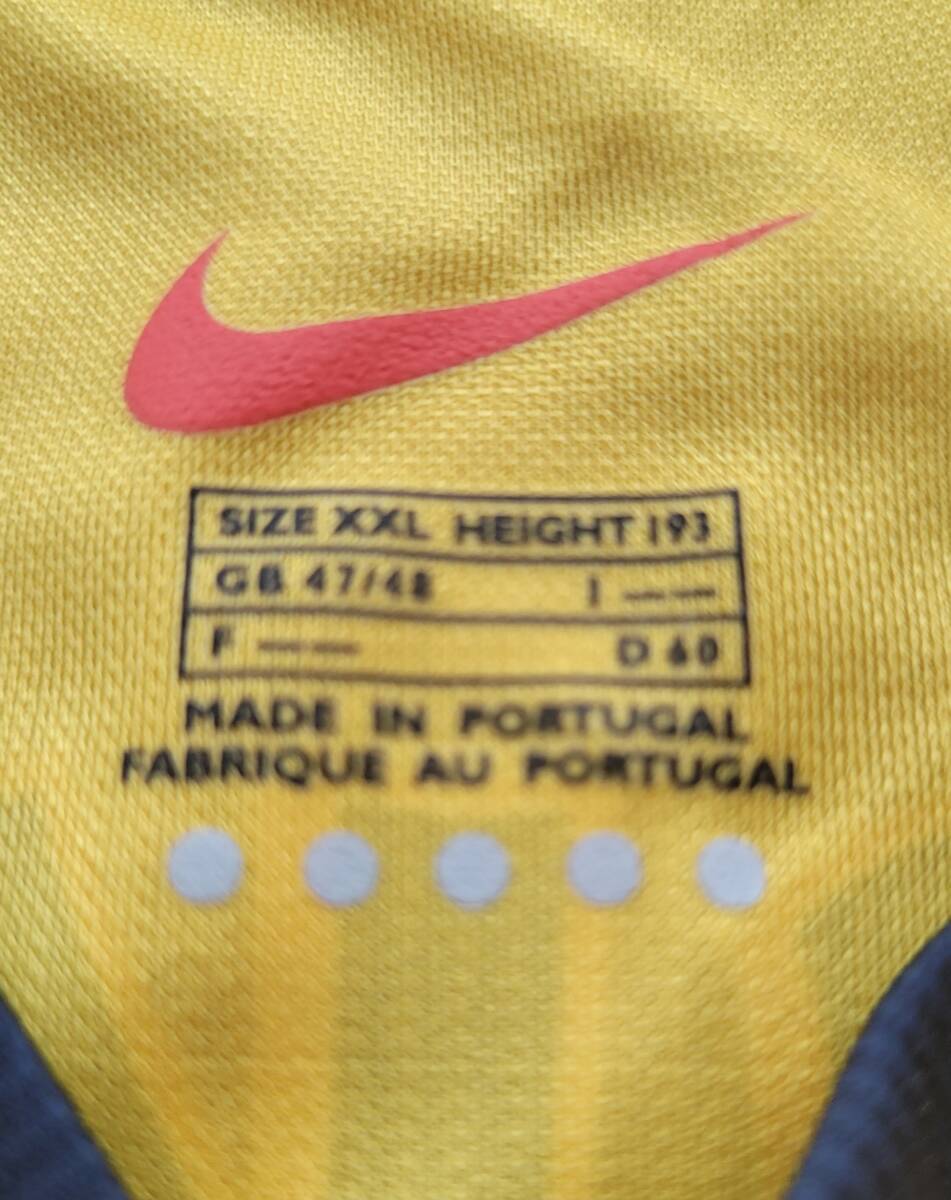 SIZE XXL HEIGHT 193
GB 47/48 I ——
F —— D 60
MADE IN PORTUGAL
FABRIQUE AU PORTUGAL